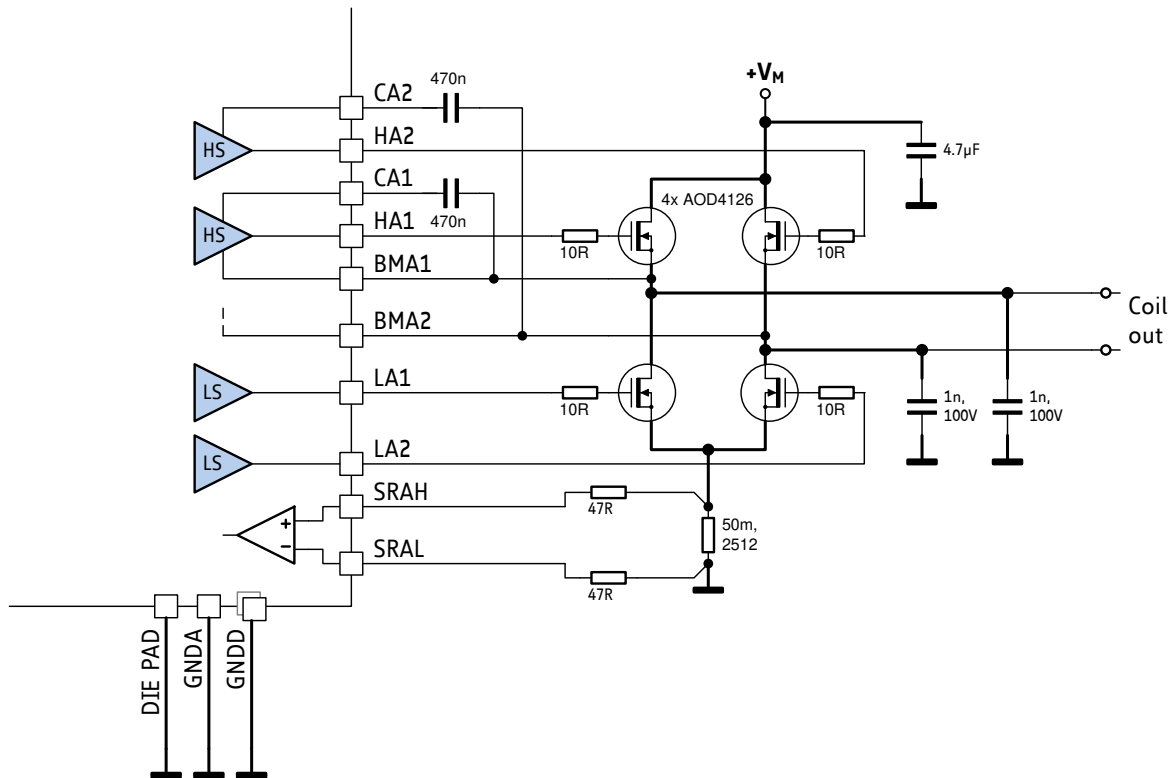 +VM
470n
CA2
HS
HA2
4.7µF
CA1
470n
4x AOD4126
HS
HA1
10R
10R
BMA1
Coil
out
BMA2
LS
LA1
10R
10R
1n,
100V
1n,
100V
LS
LA2
SRAH
47R
50m,
2512
+
−
SRAL
47R
DIE PAD
GNDA
GNDD